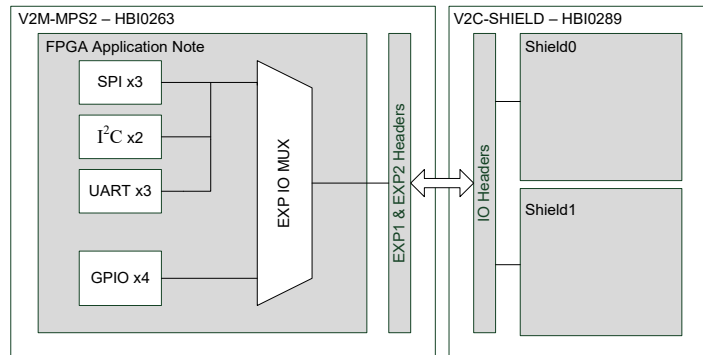 V2M-MPS2 – HBI0263
FPGA Application Note
SPI x3
I²C x2
UART x3
GPIO x4
EXP IO MUX
EXP1 & EXP2 Headers
V2C-SHIELD – HBI0289
IO Headers
Shield0
Shield1